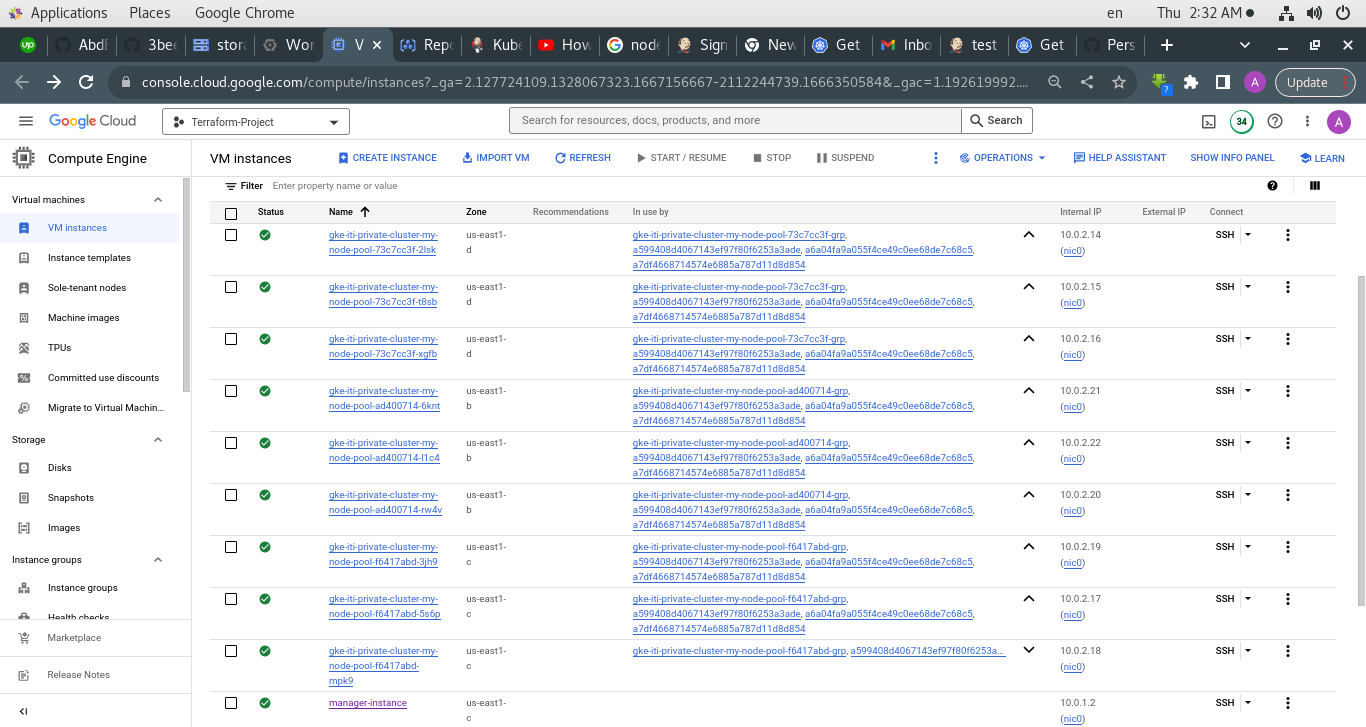 Applications Places Google Chrome en Thu 2:32 AM
up Abd 3bee stora Wor V Repo Kube How node Sign New Get Inbo test Get Pers
console.cloud.google.com/compute/instances?_ga=2.127724109.1328067323.1667156667-2112244739.1666350584&_gac=1.192619992.... ? A Update
Google Cloud Terraform-Project Search for resources, docs, products, and more Search 34 A
Compute Engine VM instances CREATE INSTANCE IMPORT VM REFRESH START / RESUME STOP SUSPEND OPERATIONS HELP ASSISTANT SHOW INFO PANEL LEARN
Virtual machines
VM instances
Instance templates
Sole-tenant nodes
Machine images
TPUs
Committed use discounts
Migrate to Virtual Machin...
Storage
Disks
Snapshots
Images
Instance groups
Instance groups
Health checks
Marketplace
Release Notes
Filter Enter property name or value
Status Name Zone Recommendations In use by Internal IP External IP Connect
gke-iti-private-cluster-my- us-east1- gke-iti-private-cluster-my-node-pool-73c7cc3f-grp, 10.0.2.14 SSH
node-pool-73c7cc3f-2lsk d a599408d4067143ef97f80f6253a3ade, a6a04fa9a055f4ce49c0ee68de7c68c5, (nic0)
a7df4668714574e6885a787d11d8d854
gke-iti-private-cluster-my- us-east1- gke-iti-private-cluster-my-node-pool-73c7cc3f-grp, 10.0.2.15 SSH
node-pool-73c7cc3f-t8sb d a599408d4067143ef97f80f6253a3ade, a6a04fa9a055f4ce49c0ee68de7c68c5, (nic0)
a7df4668714574e6885a787d11d8d854
gke-iti-private-cluster-my- us-east1- gke-iti-private-cluster-my-node-pool-73c7cc3f-grp, 10.0.2.16 SSH
node-pool-73c7cc3f-xgfb d a599408d4067143ef97f80f6253a3ade, a6a04fa9a055f4ce49c0ee68de7c68c5, (nic0)
a7df4668714574e6885a787d11d8d854
gke-iti-private-cluster-my- us-east1- gke-iti-private-cluster-my-node-pool-ad400714-grp, 10.0.2.21 SSH
node-pool-ad400714-6knt b a599408d4067143ef97f80f6253a3ade, a6a04fa9a055f4ce49c0ee68de7c68c5, (nic0)
a7df4668714574e6885a787d11d8d854
gke-iti-private-cluster-my- us-east1- gke-iti-private-cluster-my-node-pool-ad400714-grp, 10.0.2.22 SSH
node-pool-ad400714-l1c4 b a599408d4067143ef97f80f6253a3ade, a6a04fa9a055f4ce49c0ee68de7c68c5, (nic0)
a7df4668714574e6885a787d11d8d854
gke-iti-private-cluster-my- us-east1- gke-iti-private-cluster-my-node-pool-ad400714-grp, 10.0.2.20 SSH
node-pool-ad400714-rw4v b a599408d4067143ef97f80f6253a3ade, a6a04fa9a055f4ce49c0ee68de7c68c5, (nic0)
a7df4668714574e6885a787d11d8d854
gke-iti-private-cluster-my- us-east1- gke-iti-private-cluster-my-node-pool-f6417abd-grp, 10.0.2.19 SSH
node-pool-f6417abd-3jh9 c a599408d4067143ef97f80f6253a3ade, a6a04fa9a055f4ce49c0ee68de7c68c5, (nic0)
a7df4668714574e6885a787d11d8d854
gke-iti-private-cluster-my- us-east1- gke-iti-private-cluster-my-node-pool-f6417abd-grp, 10.0.2.17 SSH
node-pool-f6417abd-5s6p c a599408d4067143ef97f80f6253a3ade, a6a04fa9a055f4ce49c0ee68de7c68c5, (nic0)
a7df4668714574e6885a787d11d8d854
gke-iti-private-cluster-my- us-east1- gke-iti-private-cluster-my-node-pool-f6417abd-grp, a599408d4067143ef97f80f6253a... 10.0.2.18 SSH
node-pool-f6417abd- c (nic0)
mpk9
manager-instance us-east1- 10.0.1.2 SSH
c (nic0)